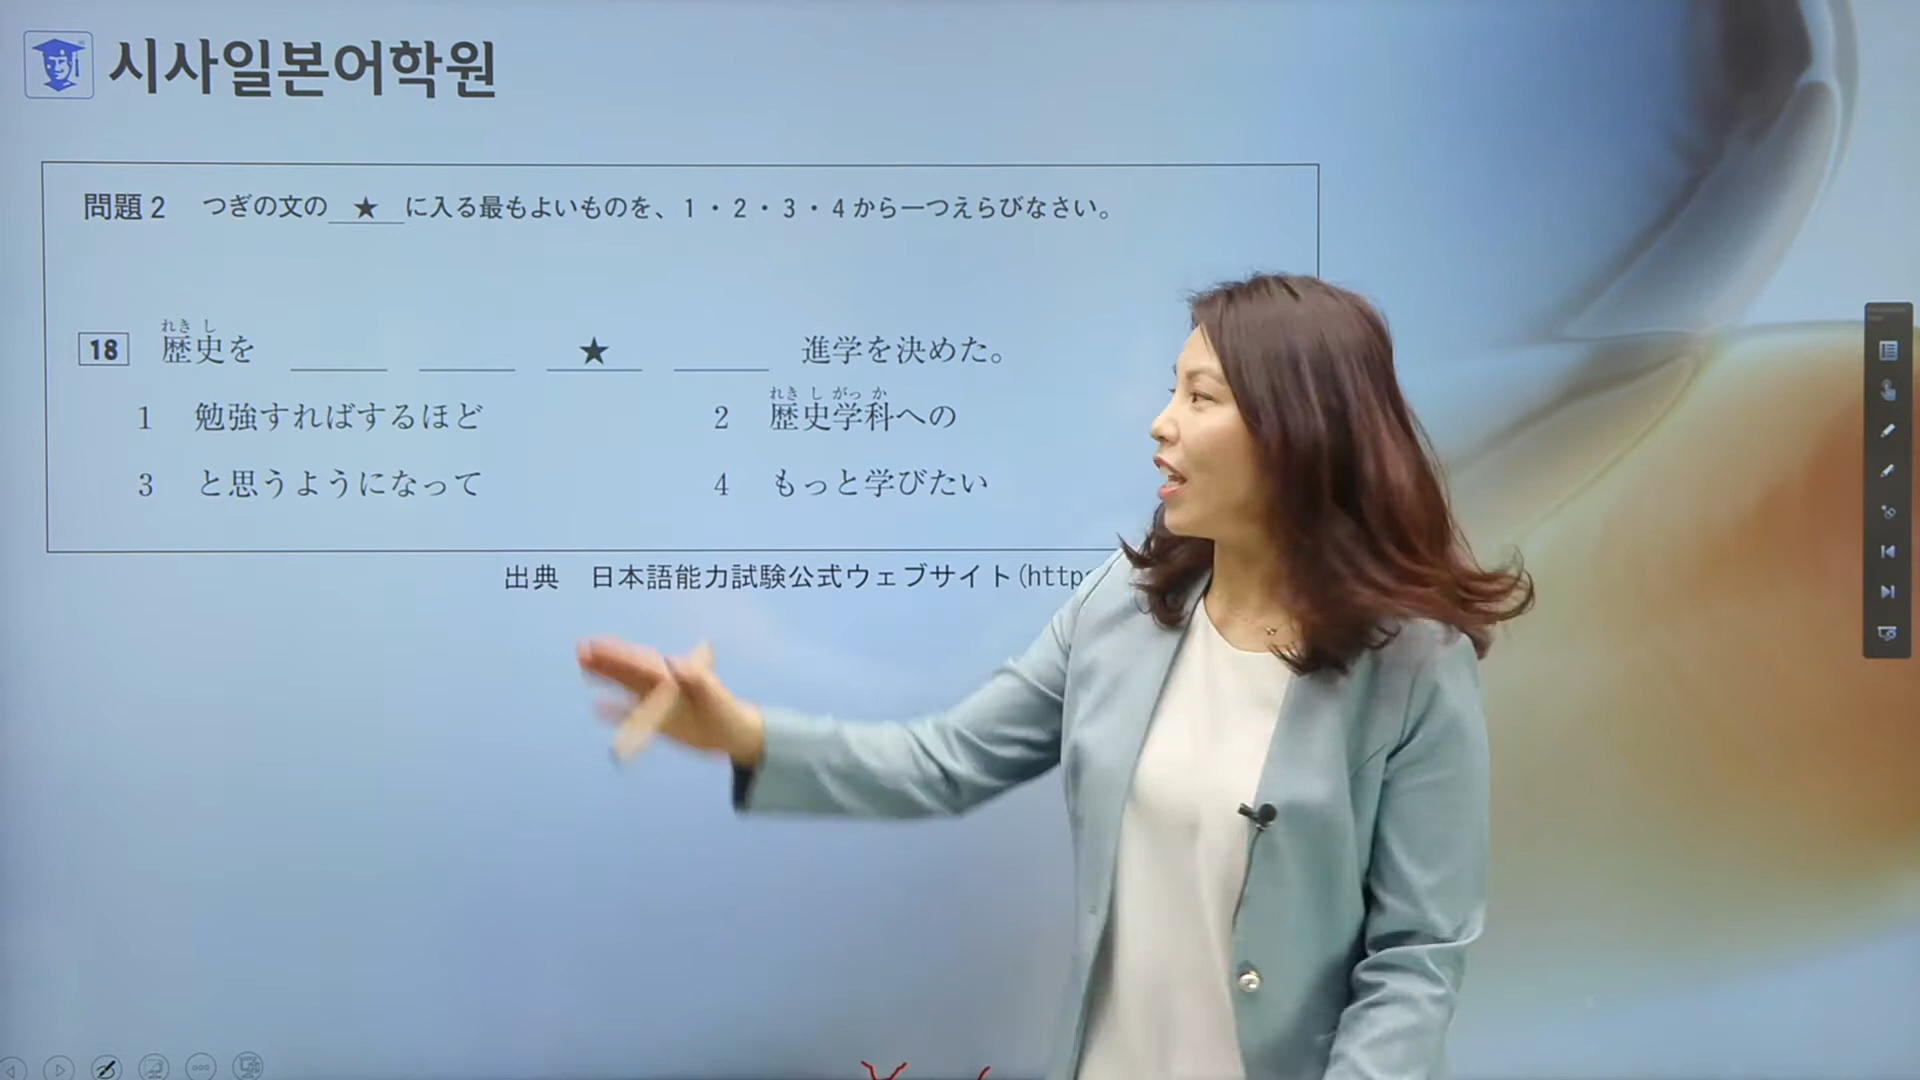 시사일본어학원
問題2 つぎの文の ★ に入る最もよいものを、1・2・3・4から一つえらびなさい。
れきし
18 歴史を ____ ____ ★ ____ 進学を決めた。
れきしがっか
1 勉強すればするほど 2 歴史学科への
3 と思うようになって 4 もっと学びたい
出典 日本語能力試験公式ウェブサイト(http